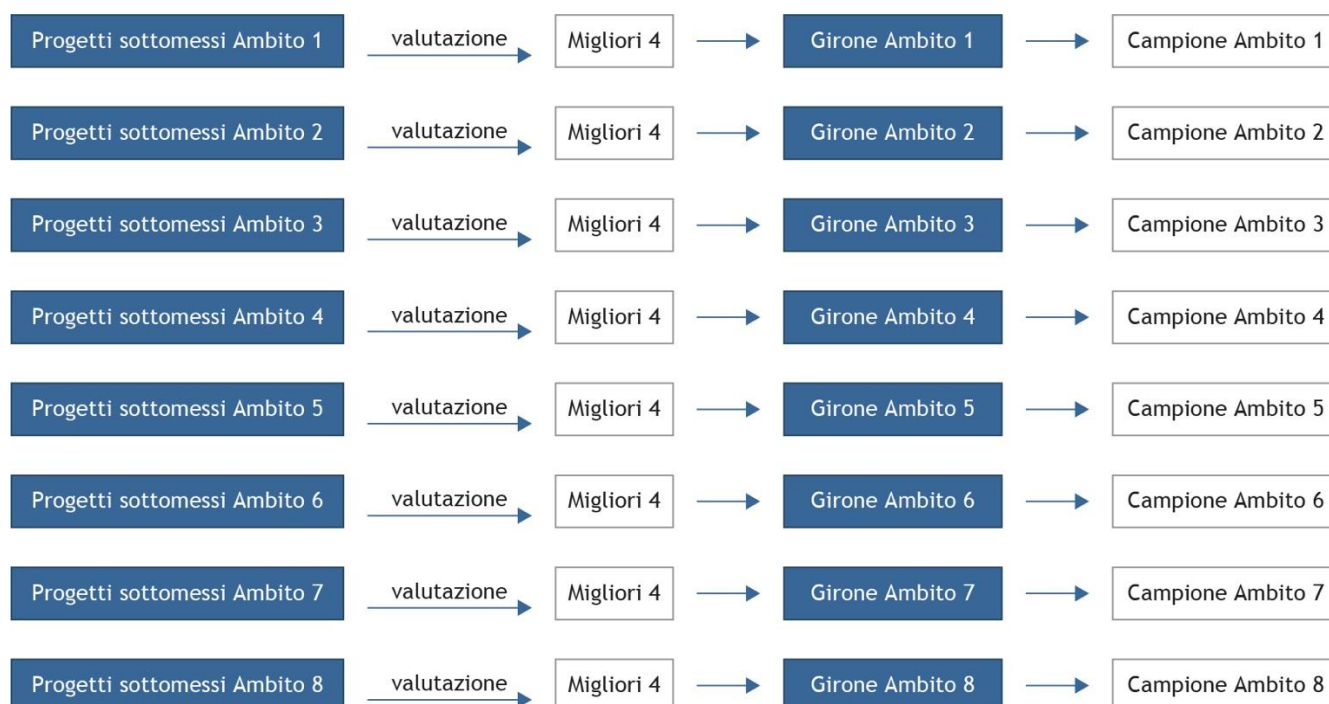 Progetti sottomessi Ambito 1 valutazione Migliori 4 Girone Ambito 1 Campione Ambito 1
Progetti sottomessi Ambito 2 valutazione Migliori 4 Girone Ambito 2 Campione Ambito 2
Progetti sottomessi Ambito 3 valutazione Migliori 4 Girone Ambito 3 Campione Ambito 3
Progetti sottomessi Ambito 4 valutazione Migliori 4 Girone Ambito 4 Campione Ambito 4
Progetti sottomessi Ambito 5 valutazione Migliori 4 Girone Ambito 5 Campione Ambito 5
Progetti sottomessi Ambito 6 valutazione Migliori 4 Girone Ambito 6 Campione Ambito 6
Progetti sottomessi Ambito 7 valutazione Migliori 4 Girone Ambito 7 Campione Ambito 7
Progetti sottomessi Ambito 8 valutazione Migliori 4 Girone Ambito 8 Campione Ambito 8